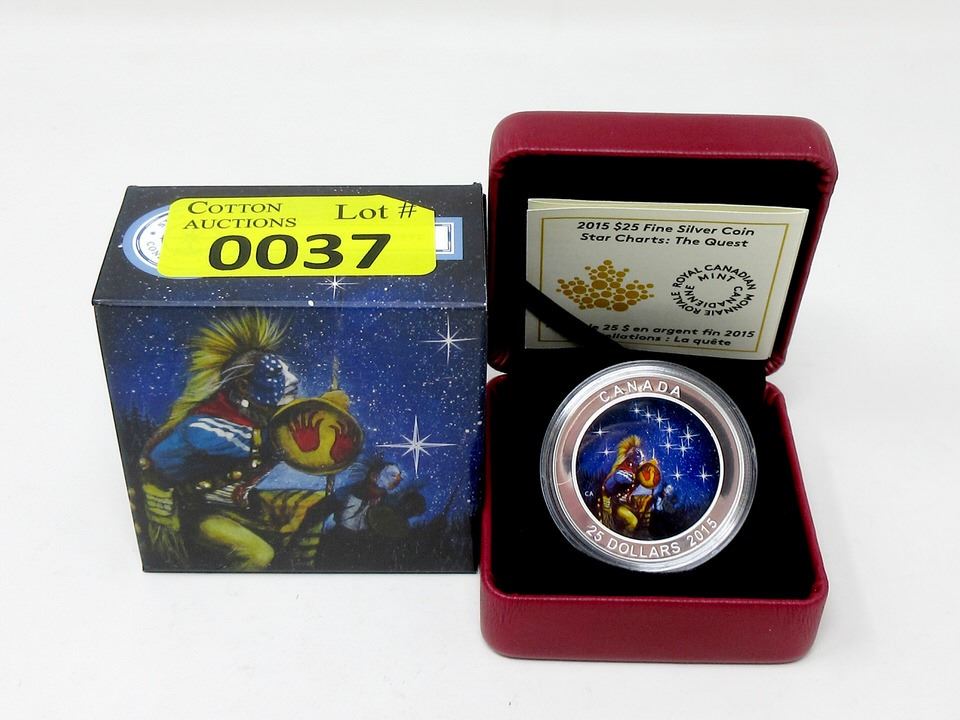 COTTON
AUCTIONS
Lot #
0037
2015 $25 Fine Silver Coin
Star Charts: The Quest
ROYAL CANADIAN MINT
MONNAIE ROYALE CANADIENNE
25 $ en argent fin 2015
: La quête
CANADA
CA
25 DOLLARS 2015